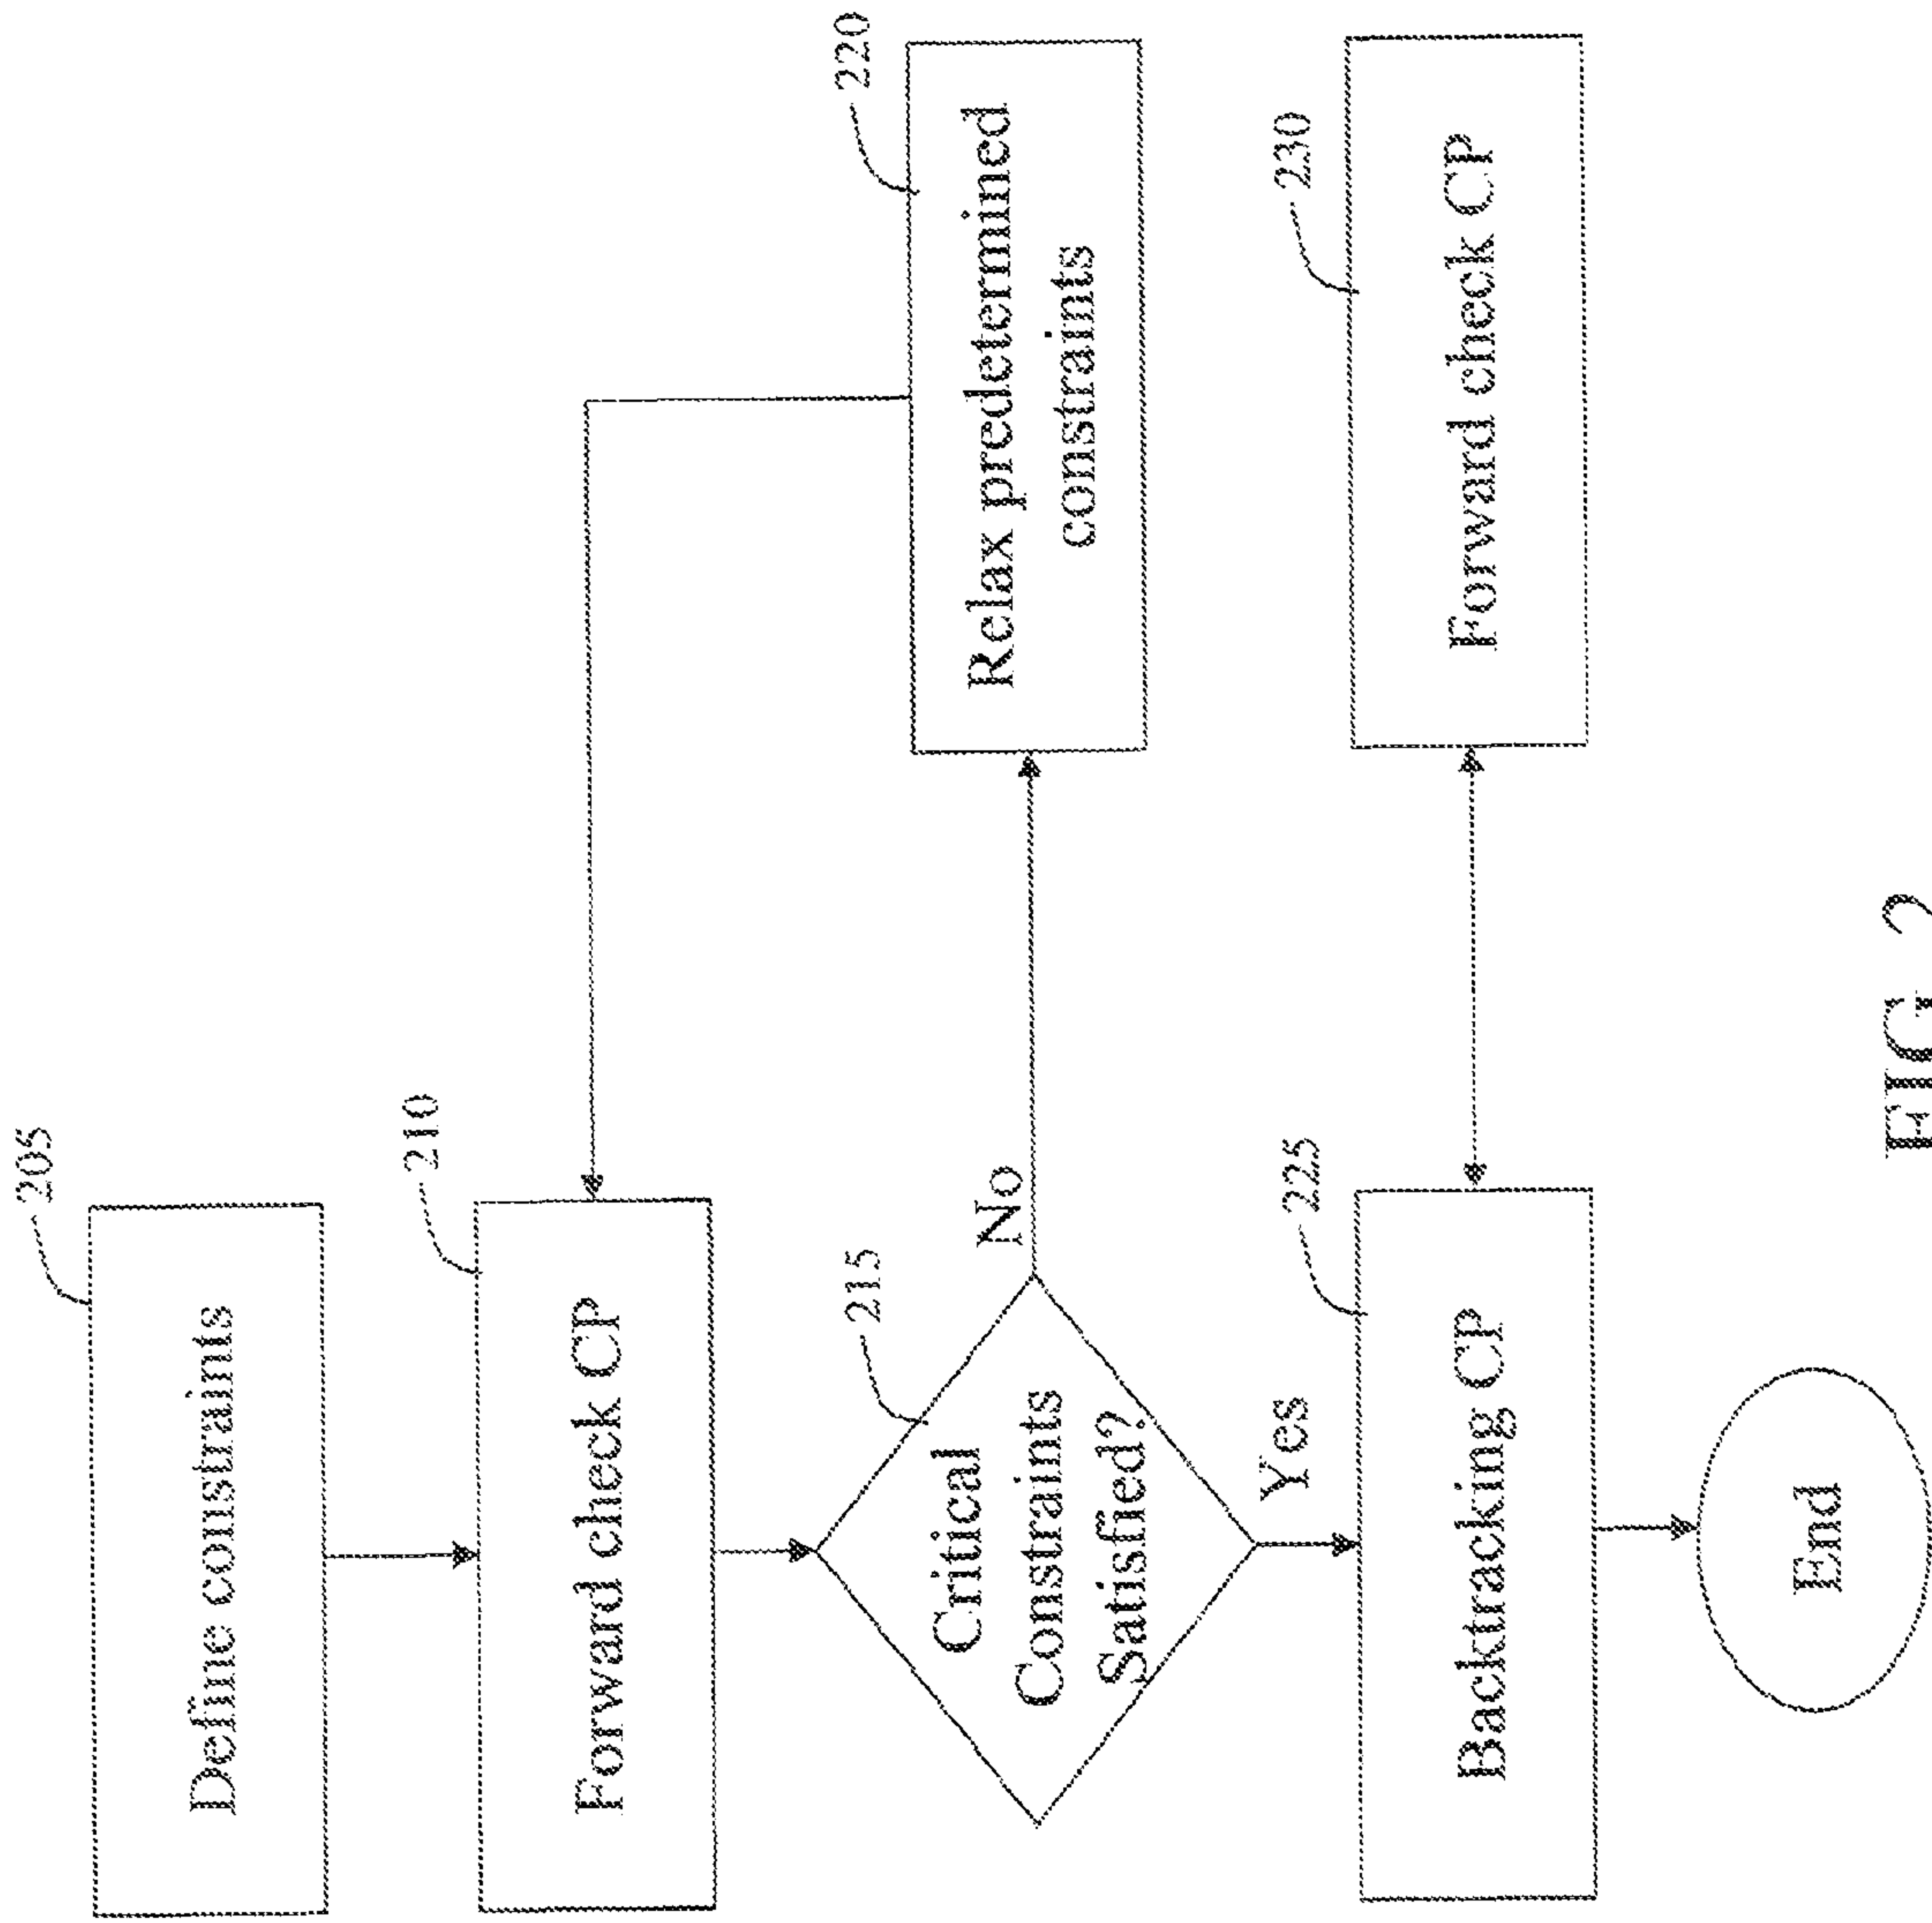 205
Define constraints
210
Forward check CP
215
Critical
Constraints
Satisfied?
No
220
Relax predetermined
constraints
Yes
225
Backtracking CP
230
Forward check CP
End
FIG 2